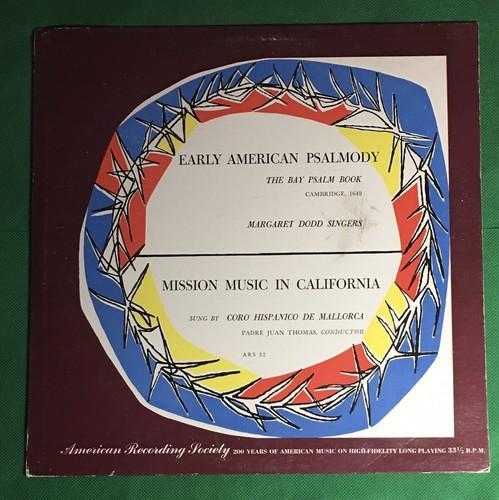 EARLY AMERICAN PSALMODY
THE BAY PSALM BOOK
CAMBRIDGE, 1640
MARGARET DODD SINGERS
MISSION MUSIC IN CALIFORNIA
SUNG BY CORO HISPANICO DE MALLORCA
PADRE JUAN THOMAS, CONDUCTOR
ARS 32
American Recording Society 200 YEARS OF AMERICAN MUSIC ON HIGH-FIDELITY LONG PLAYING 33⅓ R.P.M.